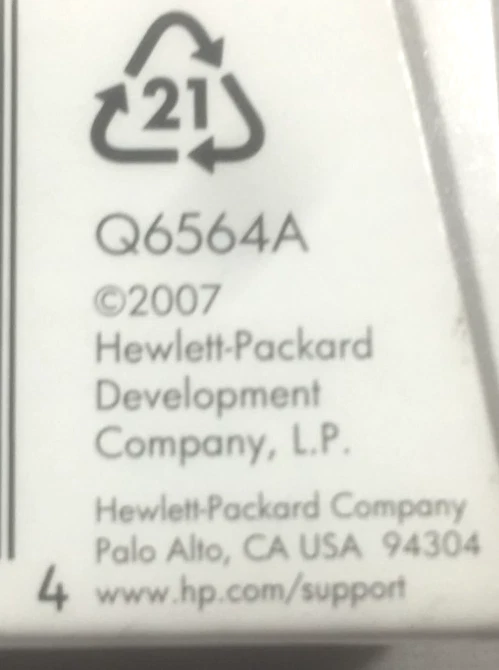 21
Q6564A
©2007
Hewlett-Packard
Development
Company, L.P.
Hewlett-Packard Company
Palo Alto, CA USA 94304
4 www.hp.com/support